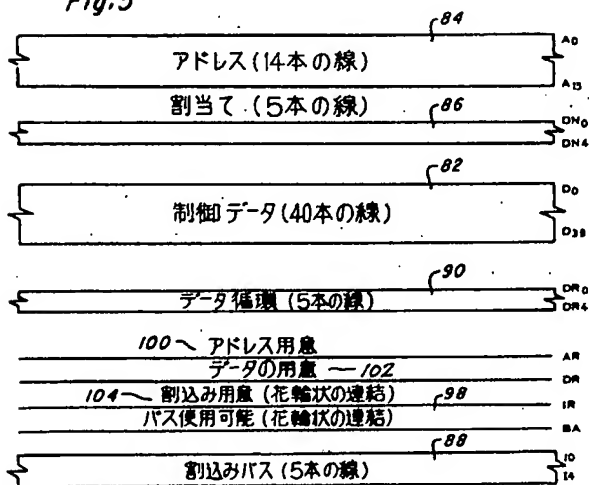 Fig.5
84
アドレス(14本の線)
A0
A13
割当て(5本の線)
86
DN0
DN4
82
制御データ(40本の線)
D0
D39
90
データ循環(5本の線)
DR0
DR4
100 アドレス用意
AR
データの用意 102
DR
104 割込み用意(花輪状の連結)
98
IR
バス使用可能(花輪状の連結)
BA
88
割込みバス(5本の線)
I0
I4